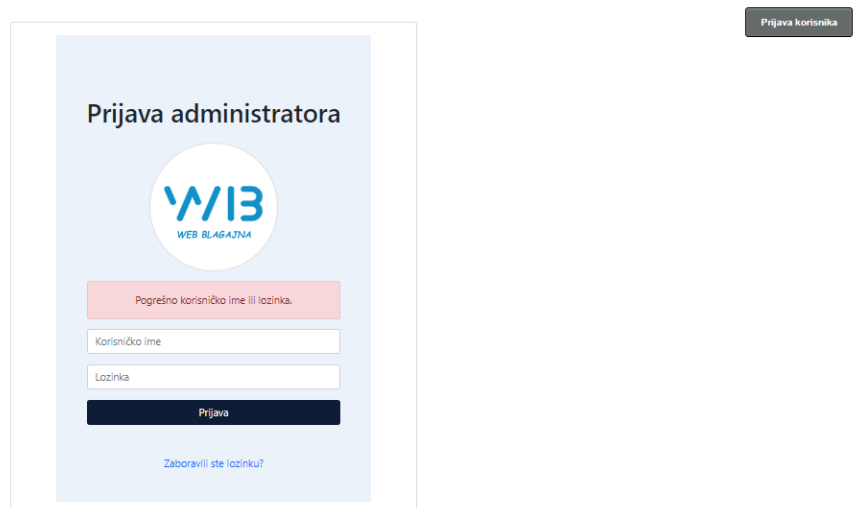 Prijava korisnika
Prijava administratora
WB
WEB BLAGAJNA
Pogrešno korisničko ime ili lozinka.
Korisničko ime
Lozinka
Prijava
Zaboravili ste lozinku?